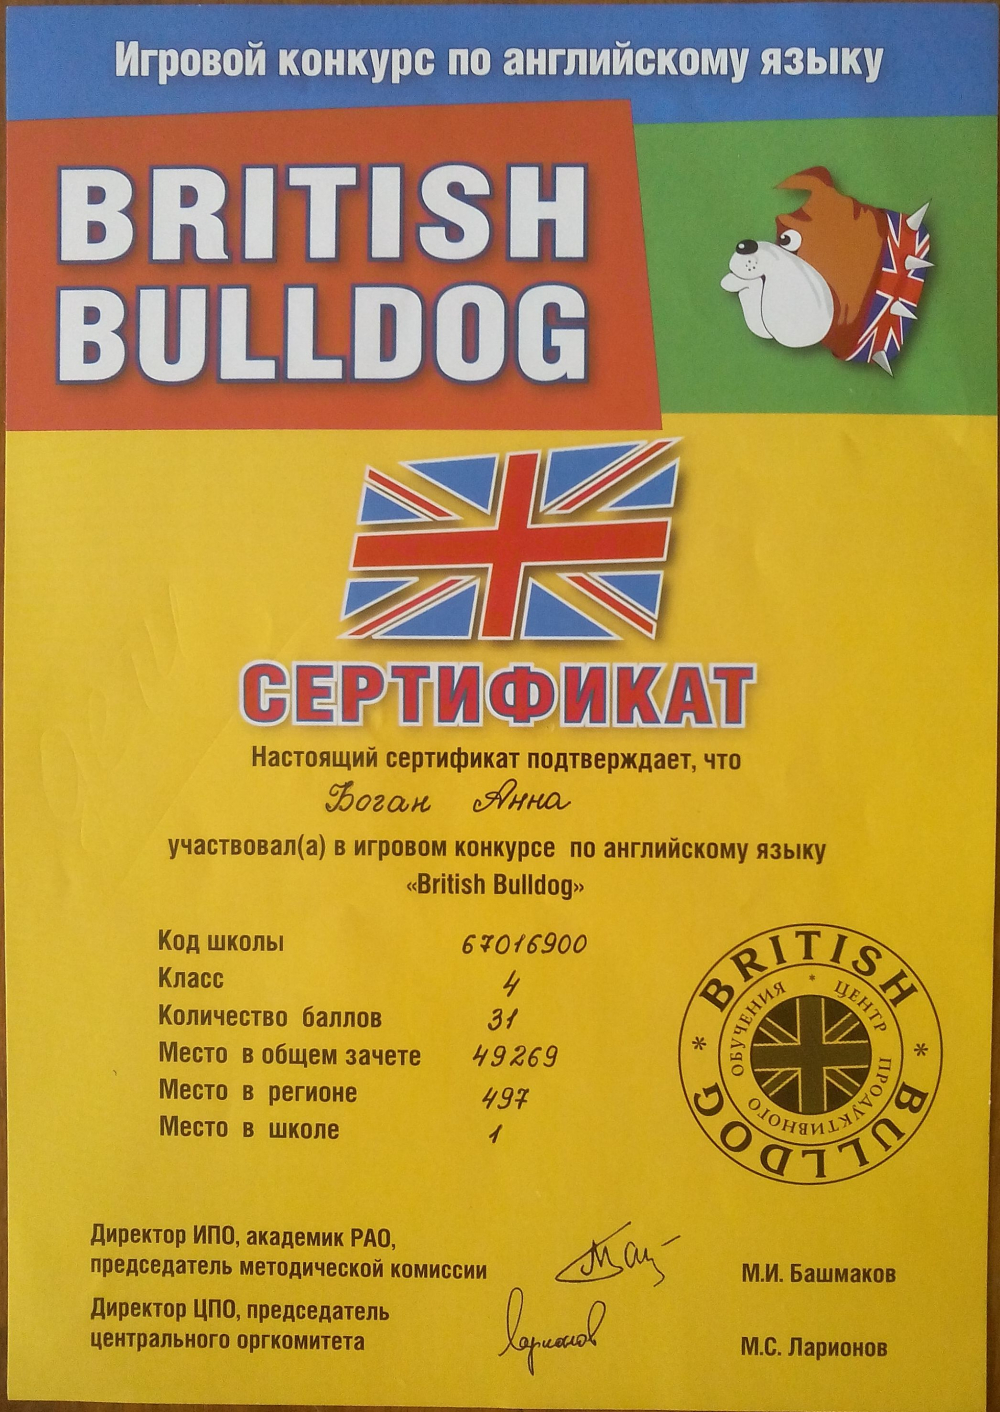 Игровой конкурс по английскому языку
BRITISH
BULLDOG
СЕРТИФИКАТ
Настоящий сертификат подтверждает, что
Боган Анна
участвовал(а) в игровом конкурсе по английскому языку
«British Bulldog»
Код школы 67016900
Класс 4
Количество баллов 31
Место в общем зачете 49269
Место в регионе 497
Место в школе 1
BRITISH BULLDOG
ЦЕНТР ПРОДУКТИВНОГО ОБУЧЕНИЯ
Директор ИПО, академик РАО,
председатель методической комиссии М.И. Башмаков
Директор ЦПО, председатель
центрального оргкомитета Ларионов М.С. Ларионов